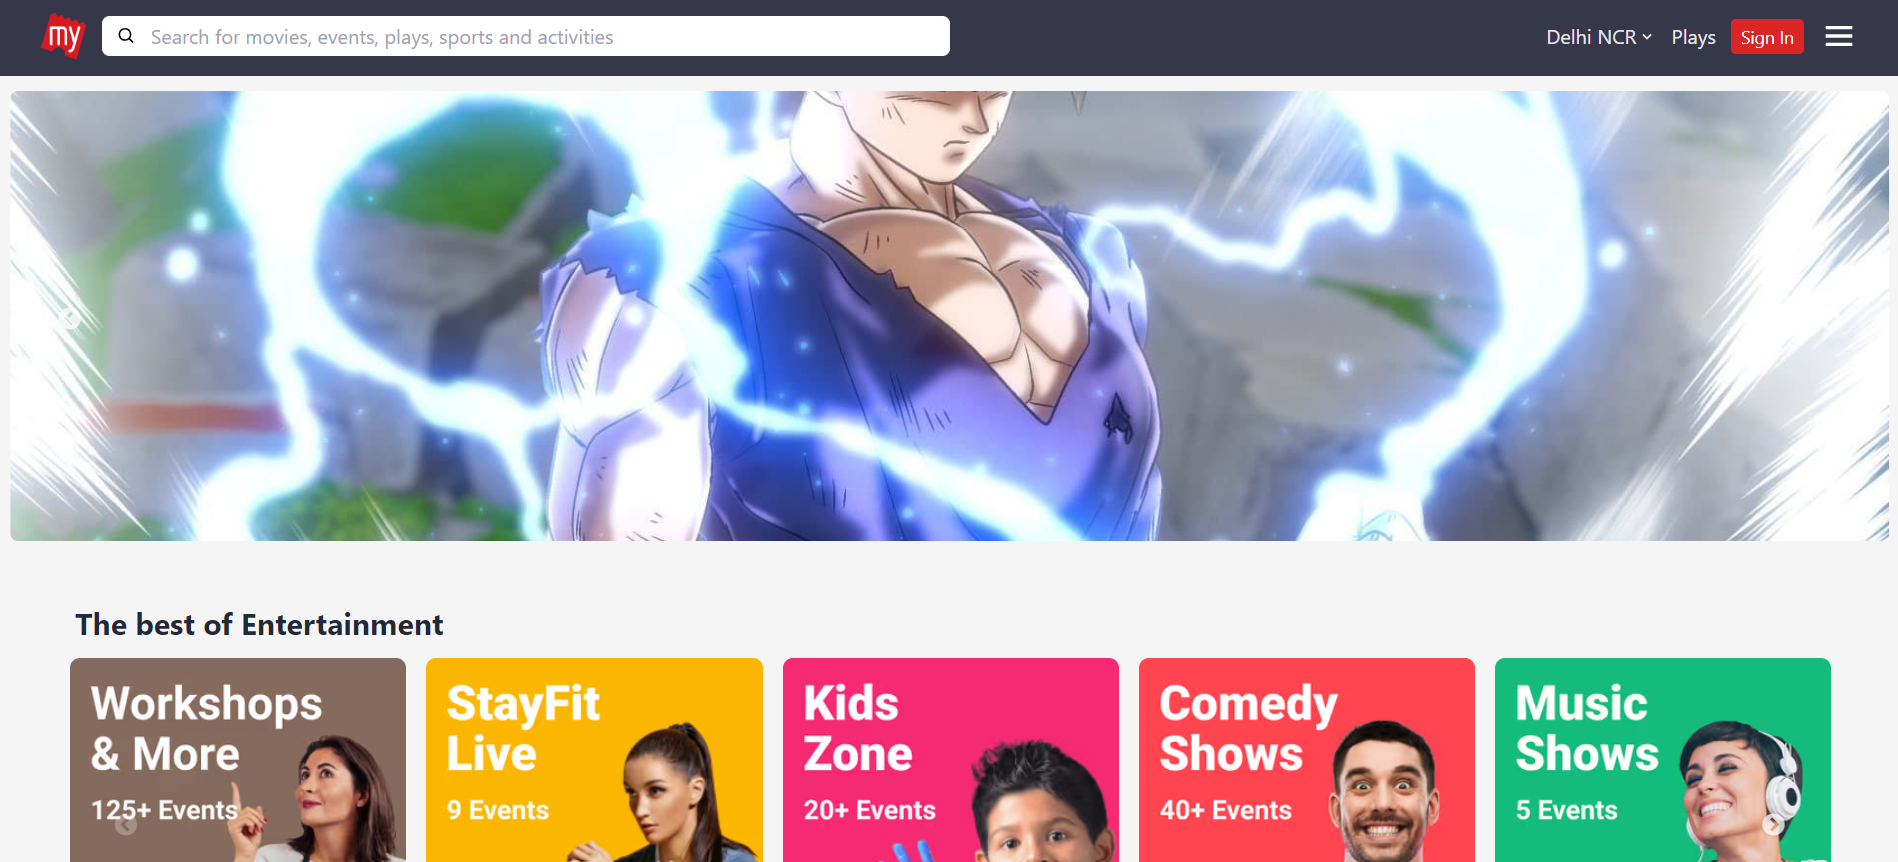 my
Search for movies, events, plays, sports and activities
Delhi NCR
Plays
Sign In
The best of Entertainment
Workshops
& More
125+ Events
StayFit
Live
9 Events
Kids
Zone
20+ Events
Comedy
Shows
40+ Events
Music
Shows
5 Events